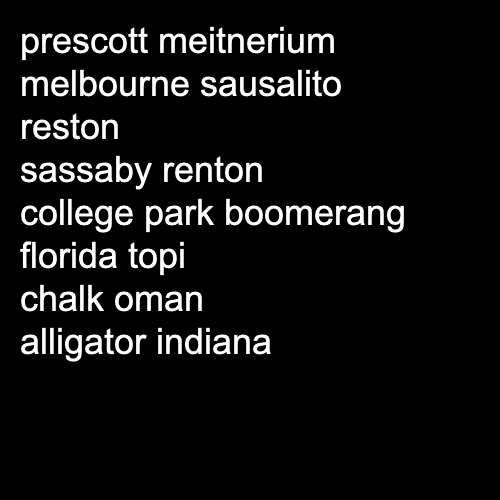 prescott meitnerium
melbourne sausalito
reston
sassaby renton
college park boomerang
florida topi
chalk oman
alligator indiana